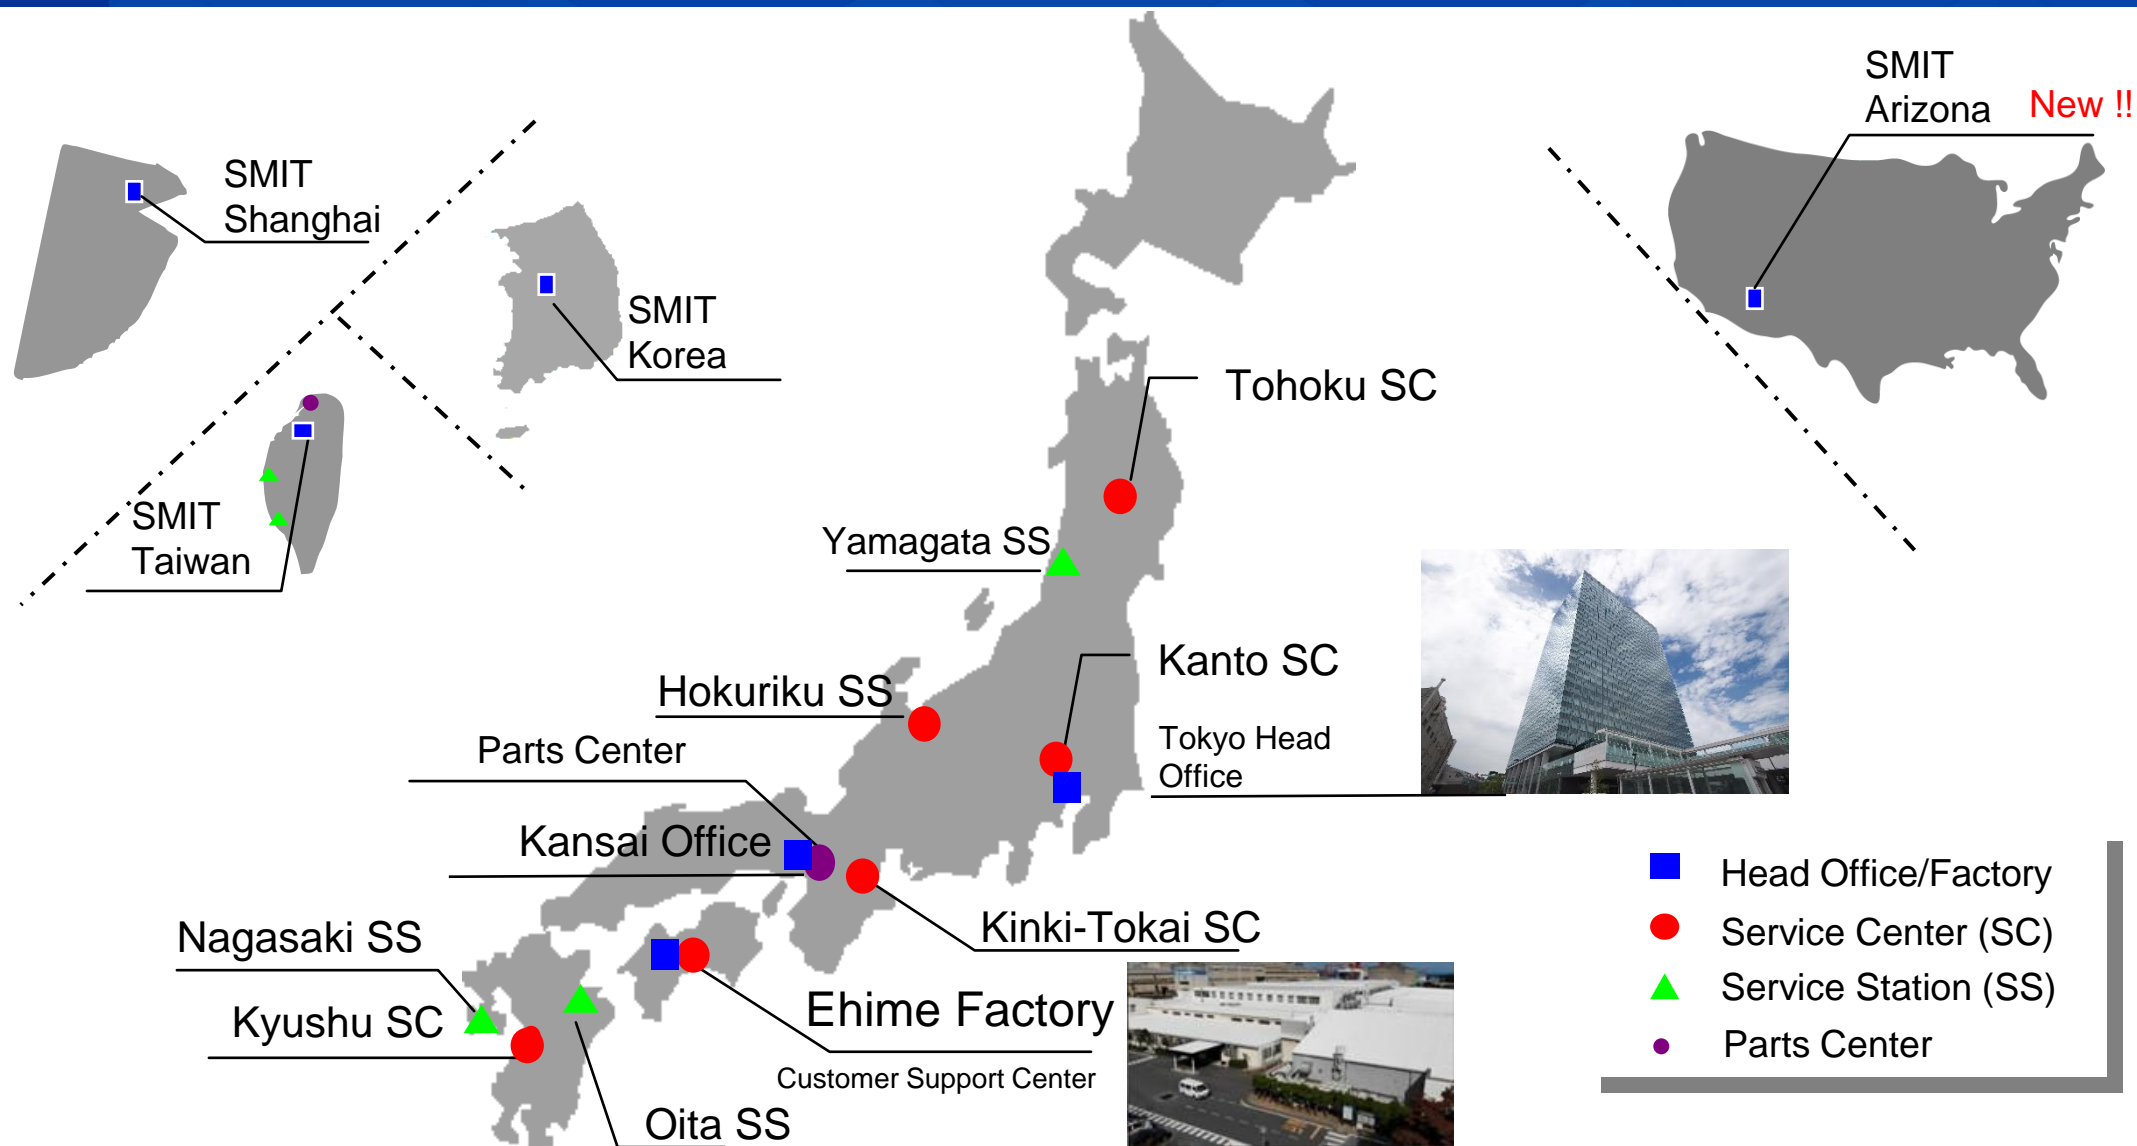 SMIT
Arizona
New !!
SMIT
Shanghai
SMIT
Korea
Tohoku SC
SMIT
Taiwan
Yamagata SS
Kanto SC
Hokuriku SS
Tokyo Head
Office
Parts Center
Kansai Office
Head Office/Factory
Kinki-Tokai SC
Service Center (SC)
Nagasaki SS
Service Station (SS)
Ehime Factory
Kyushu SC
Parts Center
Customer Support Center
Oita SS